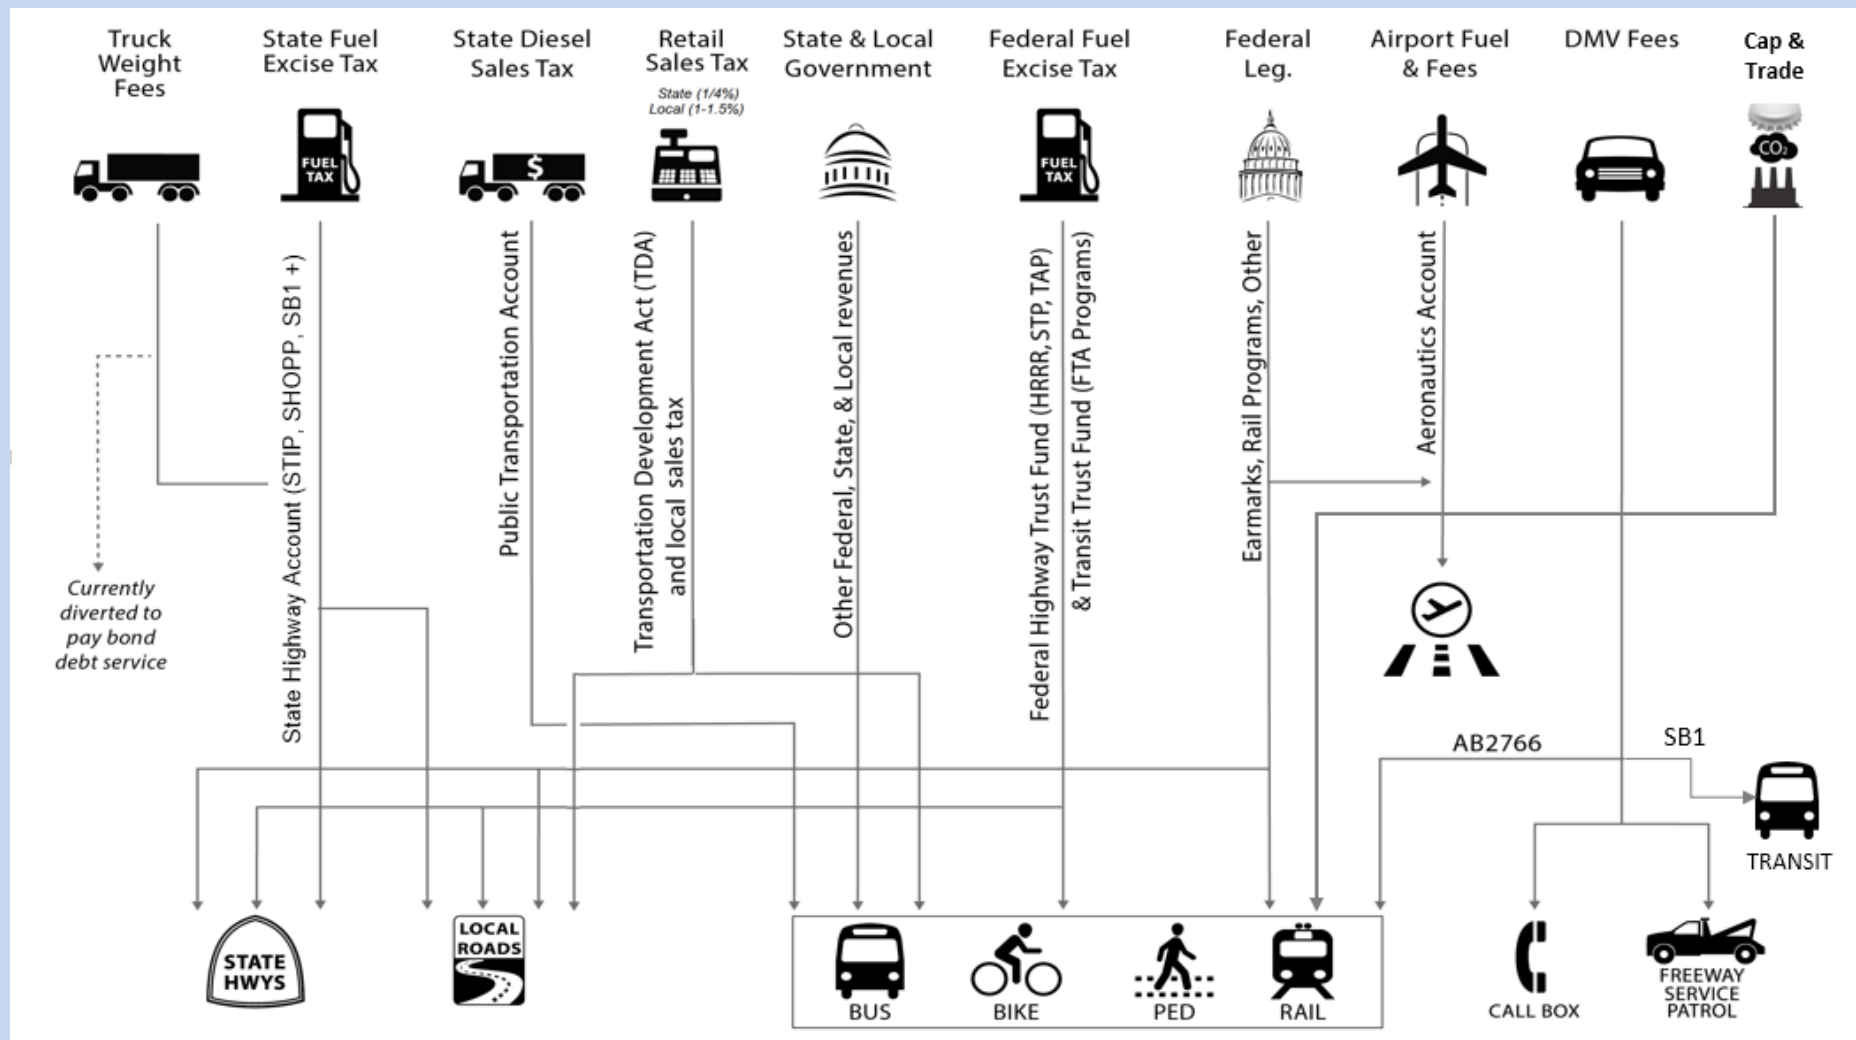 Truck
Weight
Fees
State Fuel
Excise Tax
State Diesel
Sales Tax
Retail
Sales Tax
State (1/4%)
Local (1-1.5%)
State & Local
Government
Federal Fuel
Excise Tax
Federal
Leg.
Airport Fuel
& Fees
DMV Fees
Cap &
Trade
FUEL
TAX
$
FUEL
TAX
CO2
State Highway Account (STIP, SHOPP, SB1 +)
Public Transportation Account
Transportation Development Act (TDA)
and local sales tax
Other Federal, State, & Local revenues
Federal Highway Trust Fund (HRRR, STP, TAP)
& Transit Trust Fund (FTA Programs)
Earmarks, Rail Programs, Other
Aeronautics Account
Currently
diverted to
pay bond
debt service
AB2766
SB1
TRANSIT
STATE
HWYS
LOCAL
ROADS
BUS
BIKE
PED
RAIL
CALL BOX
FREEWAY
SERVICE
PATROL